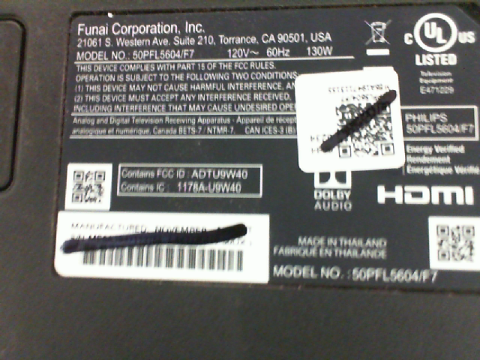 Funai Corporation, Inc.
21061 S. Western Ave. Suite 210, Torrance, CA 90501, USA
MODEL NO.: 50PFL5604/F7 120V~ 60Hz 130W
THIS DEVICE COMPLIES WITH PART 15 OF THE FCC RULES.
OPERATION IS SUBJECT TO THE FOLLOWING TWO CONDITIONS:
(1) THIS DEVICE MAY NOT CAUSE HARMFUL INTERFERENCE, AN
(2) THIS DEVICE MUST ACCEPT ANY INTERFERENCE RECEIVED,
INCLUDING INTERFERENCE THAT MAY CAUSE UNDESIRED OPE
Analog and Digital Television Receiving Apparatus - Appareil de récept
analogique et numérique, Canada BETS-7 / NTMR-7. CAN ICES-3 (B)
C UL US
LISTED
Television
Equipment
E471229
PHILIPS
50PFL5604/F7
Energy Verified
Rendement
Énergétique Vérifié
Contains FCC ID : ADTU9W40
Contains IC : 1178A-U9W40
DOLBY
AUDIO
HDMI
MANUFACTURED: NOVEMBER
MADE IN THAILAND
FABRIQUÉ EN THAÏLANDE
MODEL NO.: 50PFL5604/F7